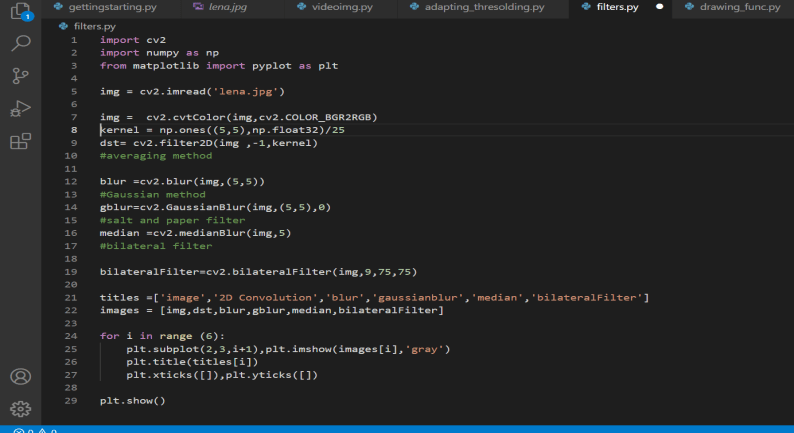 gettingstarting.py lena.jpg videoimg.py adapting_thresolding.py filters.py drawing_func.py
filters.py
1 import cv2
2 import numpy as np
3 from matplotlib import pyplot as plt
4
5 img = cv2.imread('lena.jpg')
6
7 img =  cv2.cvtColor(img,cv2.COLOR_BGR2RGB)
8 kernel = np.ones((5,5),np.float32)/25
9 dst= cv2.filter2D(img ,-1,kernel)
10 #averaging method
11
12 blur =cv2.blur(img,(5,5))
13 #Gaussian method
14 gblur=cv2.GaussianBlur(img,(5,5),0)
15 #salt and paper filter
16 median =cv2.medianBlur(img,5)
17 #bilateral filter
18
19 bilateralFilter=cv2.bilateralFilter(img,9,75,75)
20
21 titles =['image','2D Convolution','blur','gaussianblur','median','bilateralFilter']
22 images = [img,dst,blur,gblur,median,bilateralFilter]
23
24 for i in range (6):
25     plt.subplot(2,3,i+1),plt.imshow(images[i],'gray')
26     plt.title(titles[i])
27     plt.xticks([]),plt.yticks([])
28
29 plt.show()
1